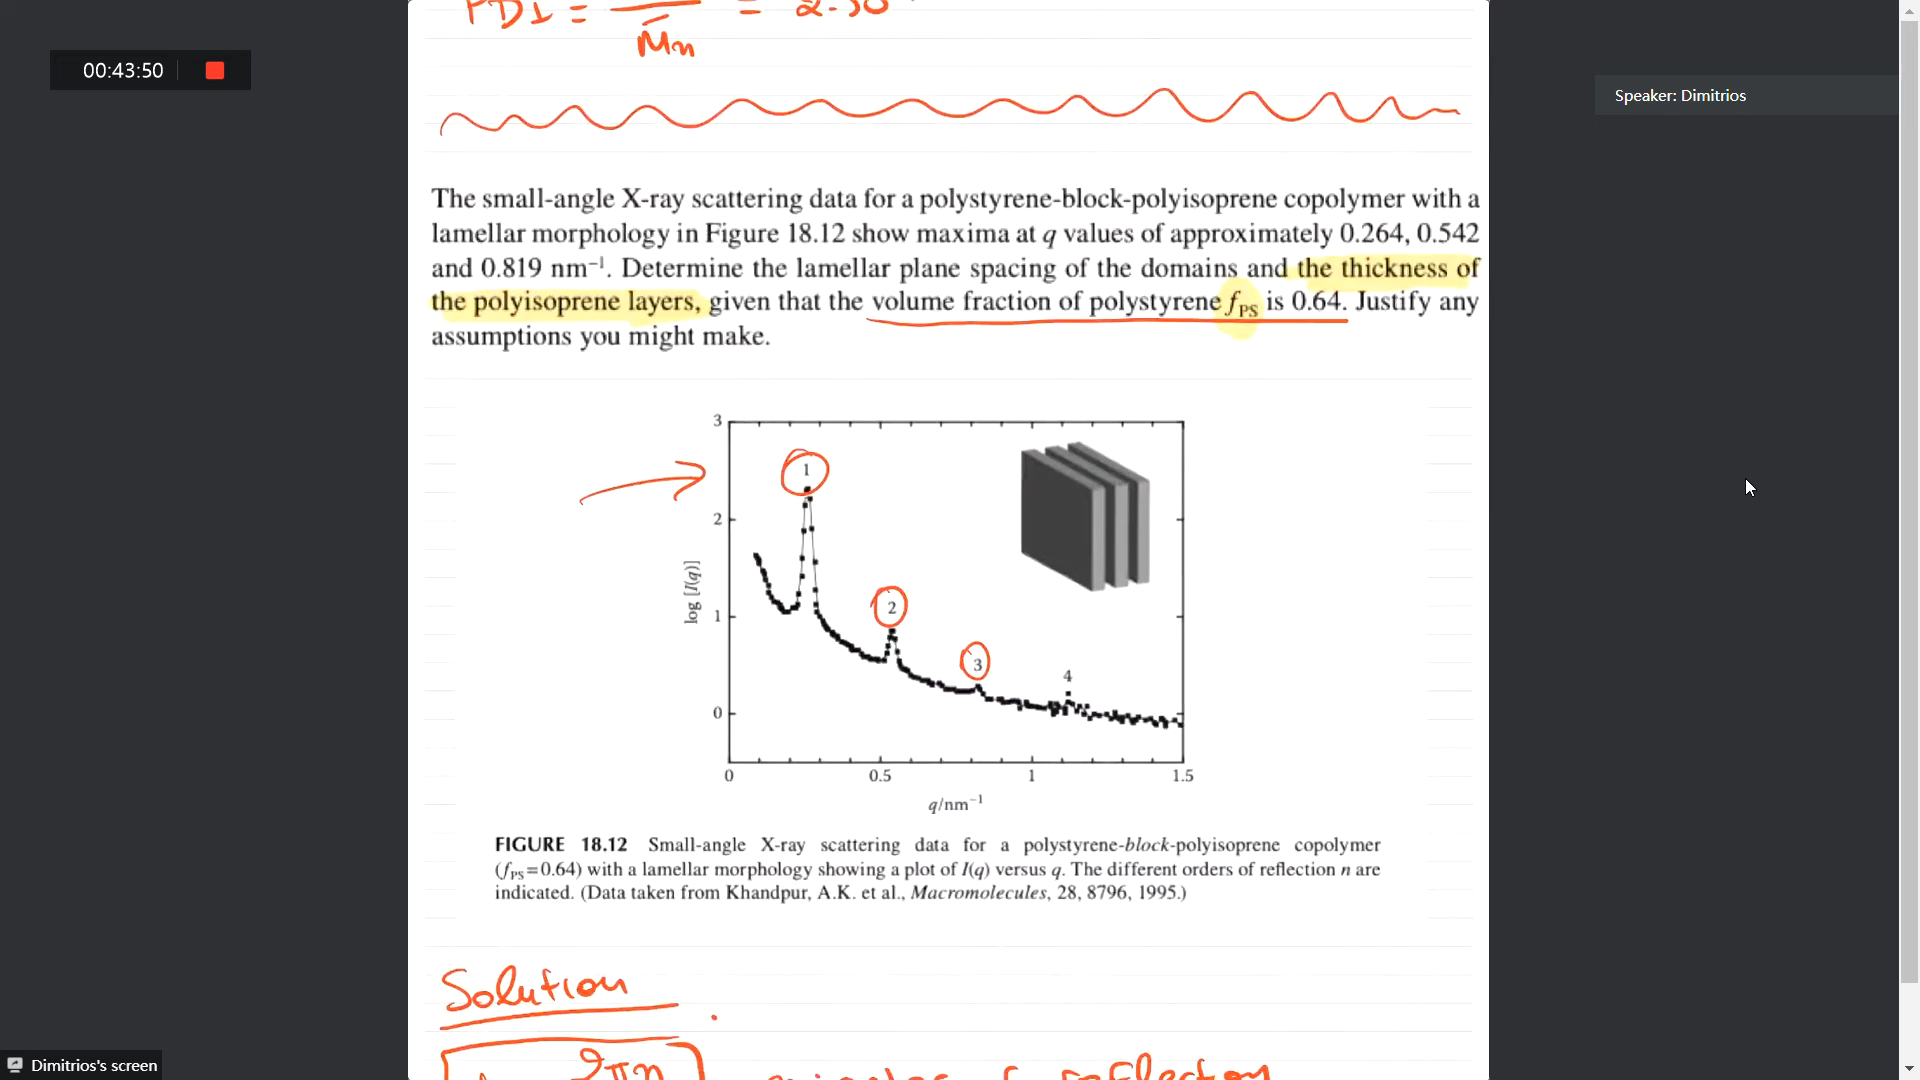 PDI = = 2.30
M̄n
00:43:50
Speaker: Dimitrios
The small-angle X-ray scattering data for a polystyrene-block-polyisoprene copolymer with a
lamellar morphology in Figure 18.12 show maxima at q values of approximately 0.264, 0.542
and 0.819 nm⁻¹. Determine the lamellar plane spacing of the domains and the thickness of
the polyisoprene layers, given that the volume fraction of polystyrene fPS is 0.64. Justify any
assumptions you might make.
3
1
2
2
1
3
4
0
log [I(q)]
0 0.5 1 1.5
q/nm⁻¹
FIGURE 18.12 Small-angle X-ray scattering data for a polystyrene-block-polyisoprene copolymer
(fPS=0.64) with a lamellar morphology showing a plot of I(q) versus q. The different orders of reflection n are
indicated. (Data taken from Khandpur, A.K. et al., Macromolecules, 28, 8796, 1995.)
Solution
2πn
Dimitrios's screen